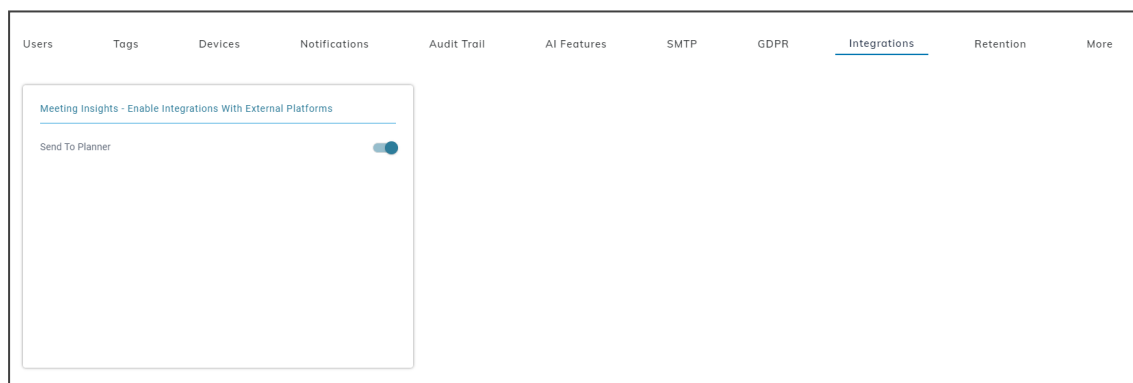 Users Tags Devices Notifications Audit Trail AI Features SMTP GDPR Integrations Retention More
Meeting Insights - Enable Integrations With External Platforms
Send To Planner